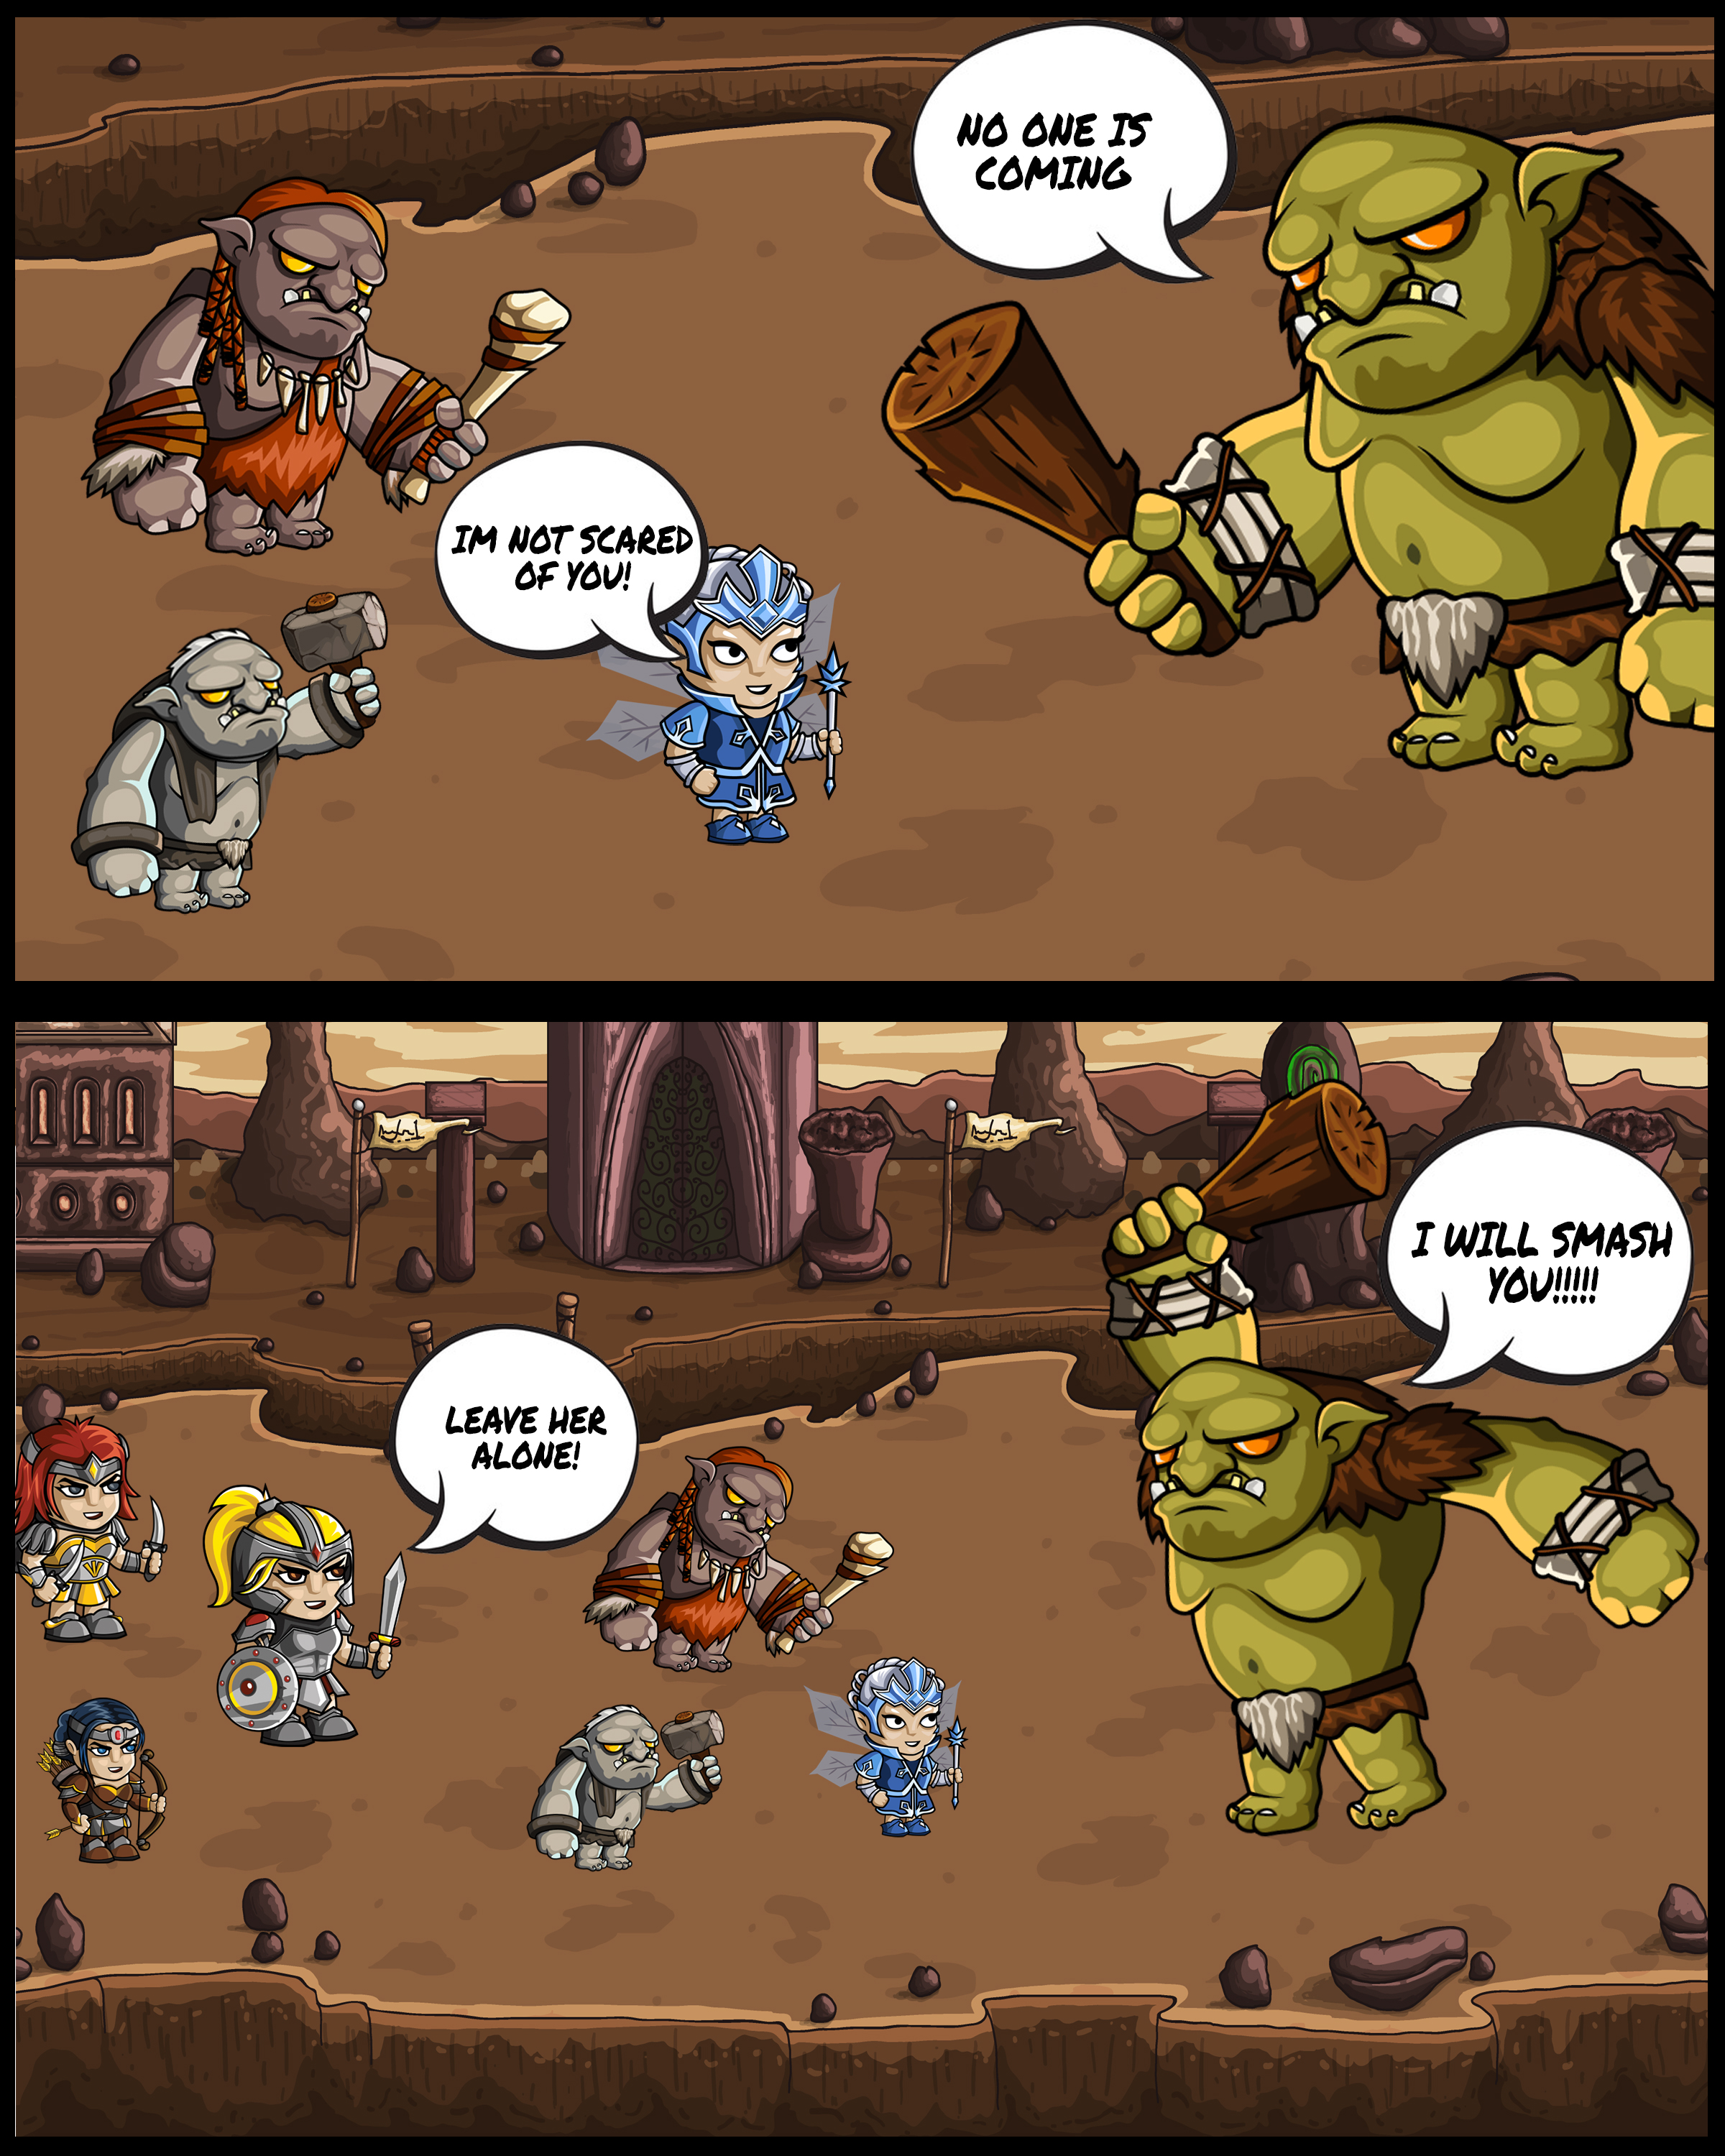 NO ONE IS
COMING
IM NOT SCARED
OF YOU!
I WILL SMASH
YOU!!!!!
LEAVE HER
ALONE!